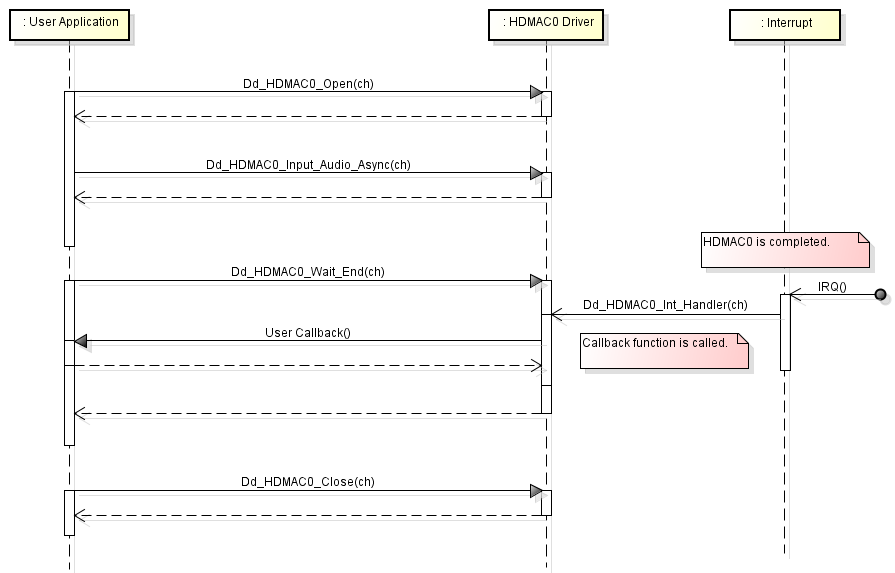 : User Application
: HDMAC0 Driver
: Interrupt
Dd_HDMAC0_Open(ch)
Dd_HDMAC0_Input_Audio_Async(ch)
HDMAC0 is completed.
Dd_HDMAC0_Wait_End(ch)
IRQ()
Dd_HDMAC0_Int_Handler(ch)
User Callback()
Callback function is called.
Dd_HDMAC0_Close(ch)